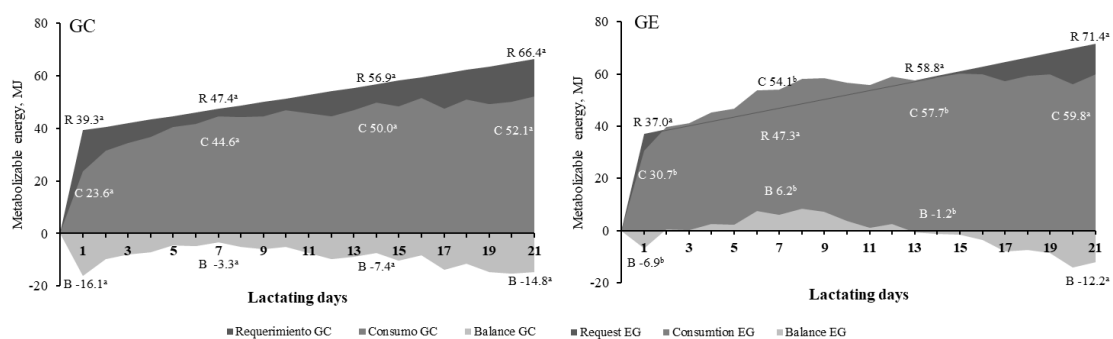 GC
Metabolizable energy, MJ
80
60
40
20
0
-20
R 39.3ª
R 47.4ª
R 56.9ª
R 66.4ª
C 23.6ª
C 44.6ª
C 50.0ª
C 52.1ª
1 3 5 7 9 11 13 15 17 19 21
B -16.1ª
B -3.3ª
B -7.4ª
B -14.8ª
Lactating days
GE
Metabolizable energy, MJ
80
60
40
20
0
-20
R 37.0ª
C 54.1ᵇ
R 58.8ª
R 71.4ª
C 30.7ᵇ
R 47.3ª
C 57.7ᵇ
C 59.8ª
B 6.2ᵇ
B -1.2ᵇ
1 3 5 7 9 11 13 15 17 19 21
B -6.9ᵇ
B -12.2ª
Lactating days
Requerimiento GC Consumo GC Balance GC Request EG Consumtion EG Balance EG